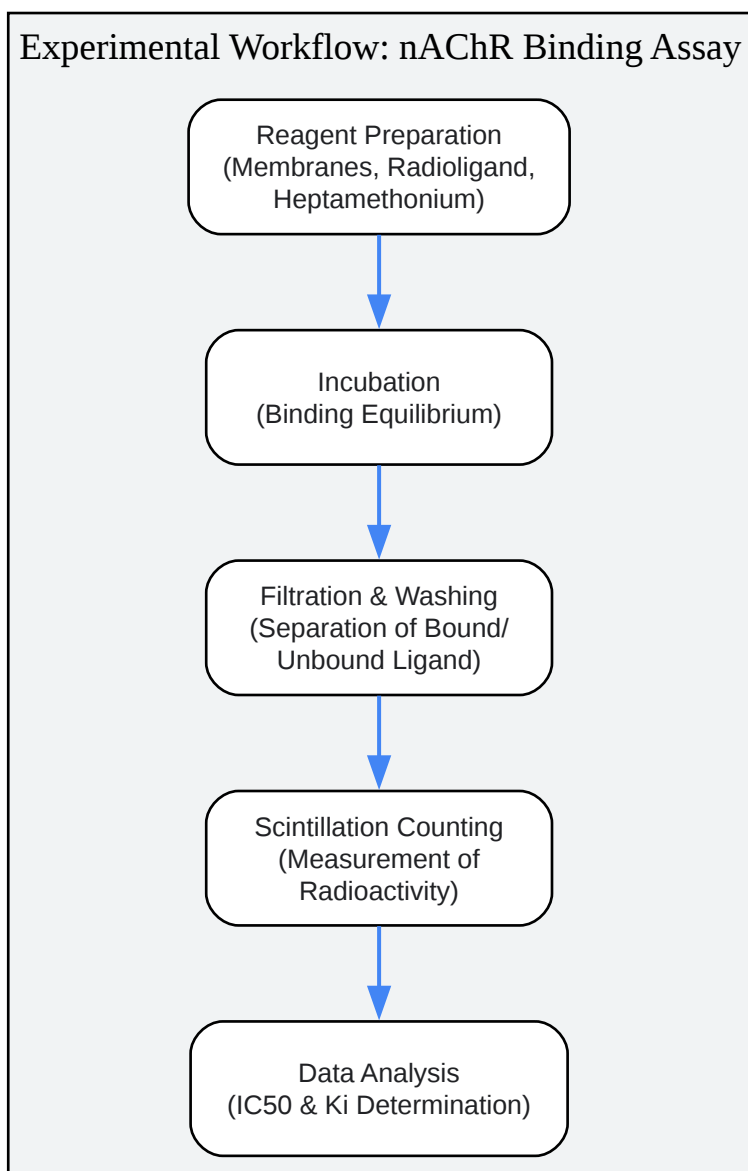 Experimental Workflow: nAChR Binding Assay
Reagent Preparation
(Membranes, Radioligand,
Heptamethonium)
Incubation
(Binding Equilibrium)
Filtration & Washing
(Separation of Bound/
Unbound Ligand)
Scintillation Counting
(Measurement of
Radioactivity)
Data Analysis
(IC50 & Ki Determination)